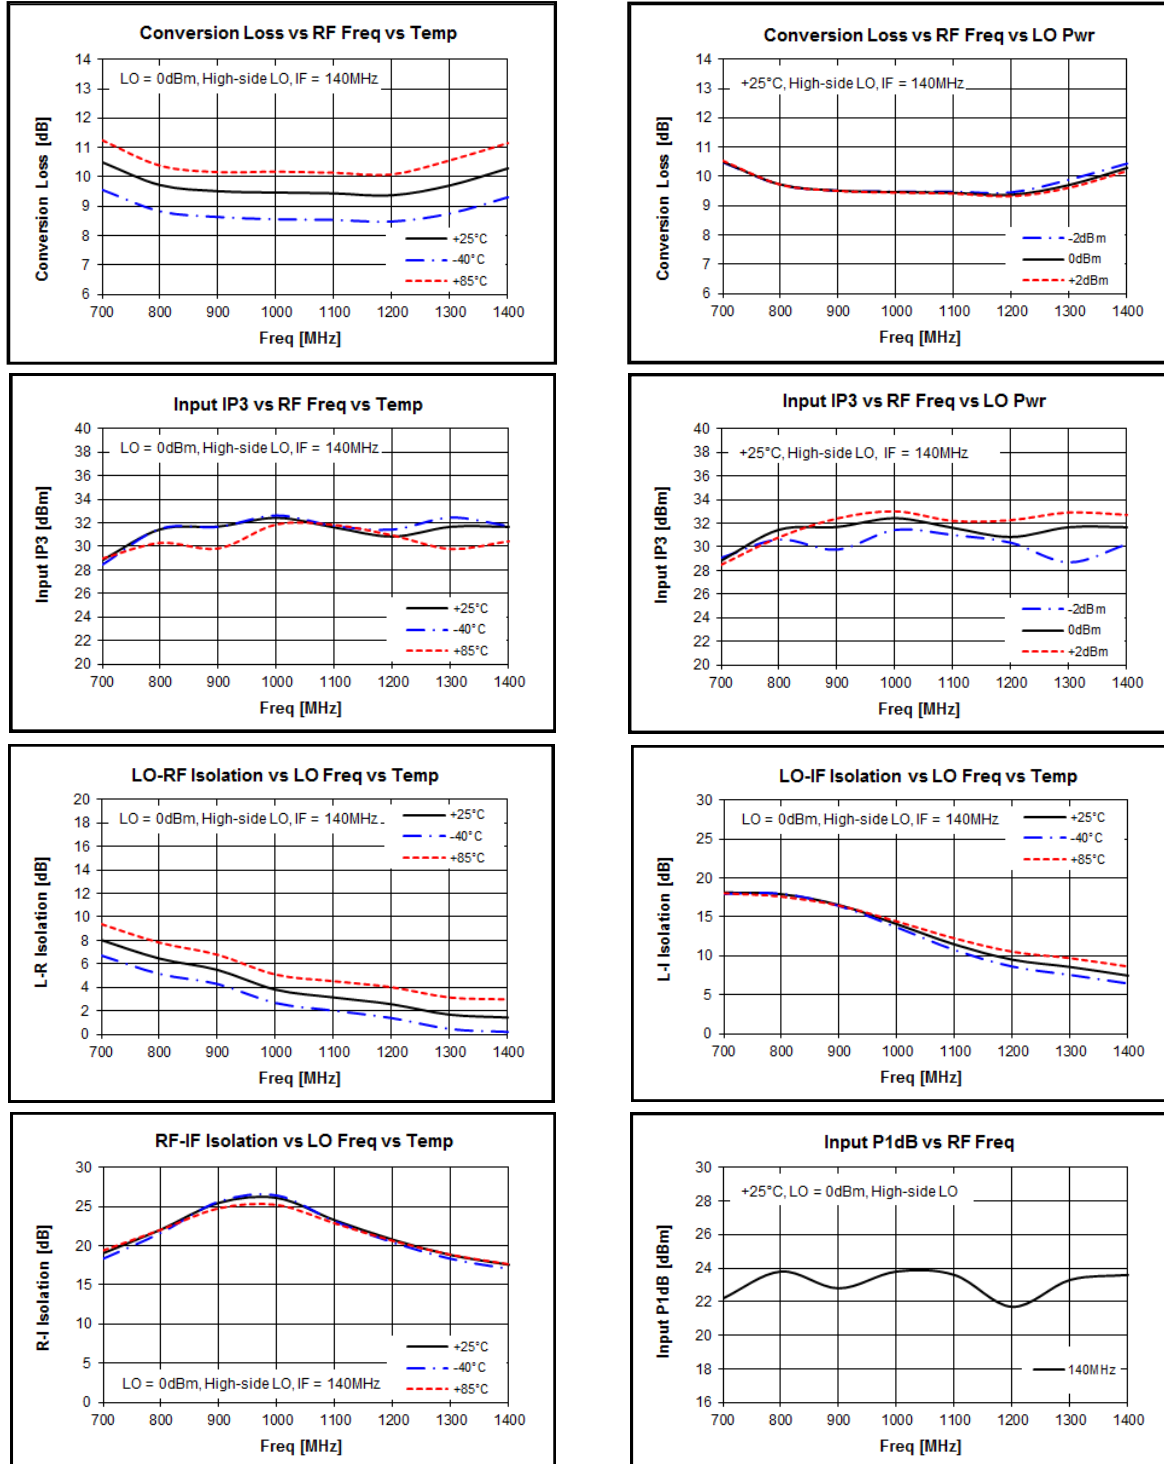 Conversion Loss vs RF Freq vs Temp
LO = 0dBm, High-side LO, IF = 140MHz
Conversion Loss [dB]
14
13
12
11
10
9
8
7
6
+25°C
-40°C
+85°C
700 800 900 1000 1100 1200 1300 1400
Freq [MHz]
Conversion Loss vs RF Freq vs LO Pwr
+25°C, High-side LO, IF = 140MHz
Conversion Loss [dB]
14
13
12
11
10
9
8
7
6
-2dBm
0dBm
+2dBm
700 800 900 1000 1100 1200 1300 1400
Freq [MHz]
Input IP3 vs RF Freq vs Temp
LO = 0dBm, High-side LO, IF = 140MHz
Input IP3 [dBm]
40
38
36
34
32
30
28
26
24
22
20
+25°C
-40°C
+85°C
700 800 900 1000 1100 1200 1300 1400
Freq [MHz]
Input IP3 vs RF Freq vs LO Pwr
+25°C, High-side LO, IF = 140MHz
Input IP3 [dBm]
40
38
36
34
32
30
28
26
24
22
20
-2dBm
0dBm
+2dBm
700 800 900 1000 1100 1200 1300 1400
Freq [MHz]
LO-RF Isolation vs LO Freq vs Temp
LO = 0dBm, High-side LO, IF = 140MHz
L-R Isolation [dB]
20
18
16
14
12
10
8
6
4
2
0
+25°C
-40°C
+85°C
700 800 900 1000 1100 1200 1300 1400
Freq [MHz]
LO-IF Isolation vs LO Freq vs Temp
LO = 0dBm, High-side LO, IF = 140MHz
L-I Isolation [dB]
30
25
20
15
10
5
0
+25°C
-40°C
+85°C
700 800 900 1000 1100 1200 1300 1400
Freq [MHz]
RF-IF Isolation vs LO Freq vs Temp
R-I Isolation [dB]
30
25
20
15
10
5
0
+25°C
-40°C
+85°C
LO = 0dBm, High-side LO, IF = 140MHz
700 800 900 1000 1100 1200 1300 1400
Freq [MHz]
Input P1dB vs RF Freq
+25°C, LO = 0dBm, High-side LO
Input P1dB [dBm]
30
28
26
24
22
20
18
16
140MHz
700 800 900 1000 1100 1200 1300 1400
Freq [MHz]